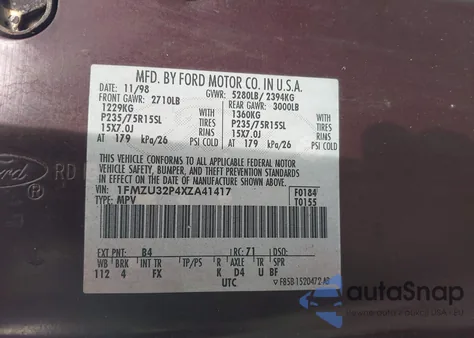 MFD. BY FORD MOTOR CO. IN U.S.A.
DATE: 11/98 GVWR: 5280LB/ 2394KG
FRONT GAWR: 2710LB REAR GAWR: 3000LB
1229KG WITH 1360KG WITH
P235/75R15SL TIRES P235/75R15SL TIRES
15X7.0J RIMS 15X7.0J RIMS
AT 179 kPa/26 PSI COLD AT 179 kPa/26 PSI COLD
THIS VEHICLE CONFORMS TO ALL APPLICABLE FEDERAL MOTOR
VEHICLE SAFETY, BUMPER, AND THEFT PREVENTION STANDARDS
IN EFFECT ON THE DATE OF MANUFACTURE SHOWN ABOVE.
VIN: 1FMZU32P4XZA41417 F0184
TYPE: MPV T0155
EXT PNT: B4 RC: 71 DSO:
WB BRK INT TR TP/PS R AXLE TR SPR
112 4 FX K D4 U BF
UTC
Ford
RD
®
autoSnap